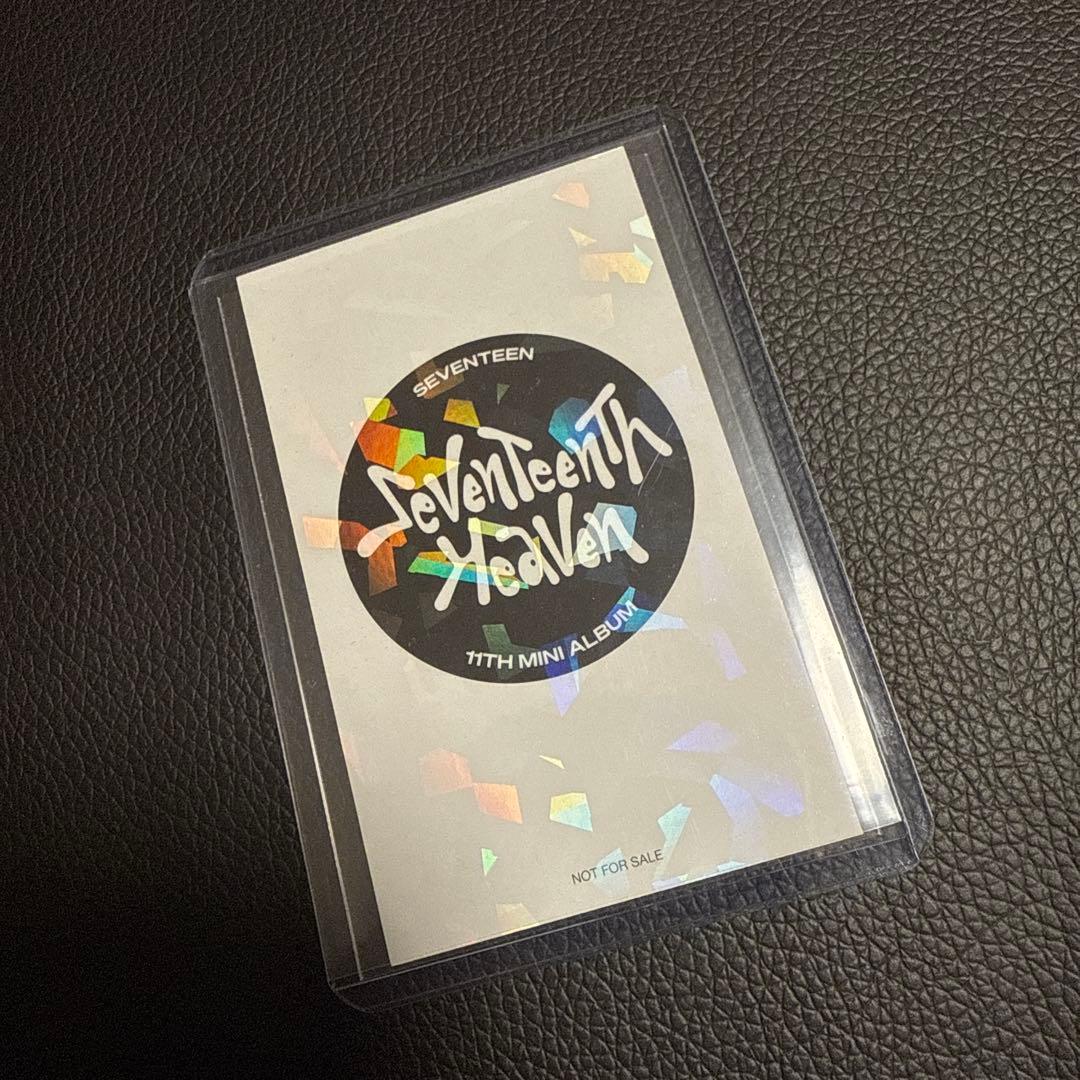 SEVENTEEN
SevenTeenTh
Heaven
11TH MINI ALBUM
NOT FOR SALE